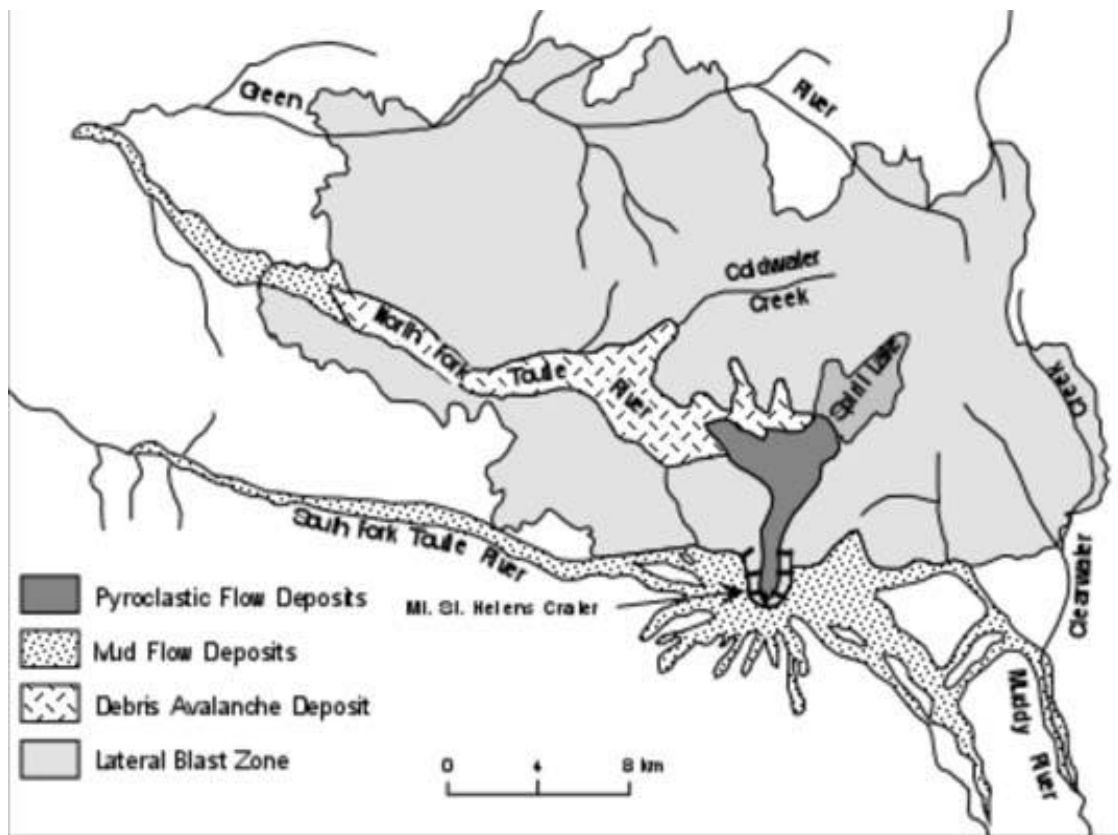 Green
River
Coldwater
Creek
North Fork
Toutle
River
Spirit Lake
Creek
Clearwater
South Fork Toutle
River
Mt. St. Helens Crater
Muddy
River
Pyroclastic Flow Deposits
Mud Flow Deposits
Debris Avalanche Deposit
Lateral Blast Zone
0 4 8 km